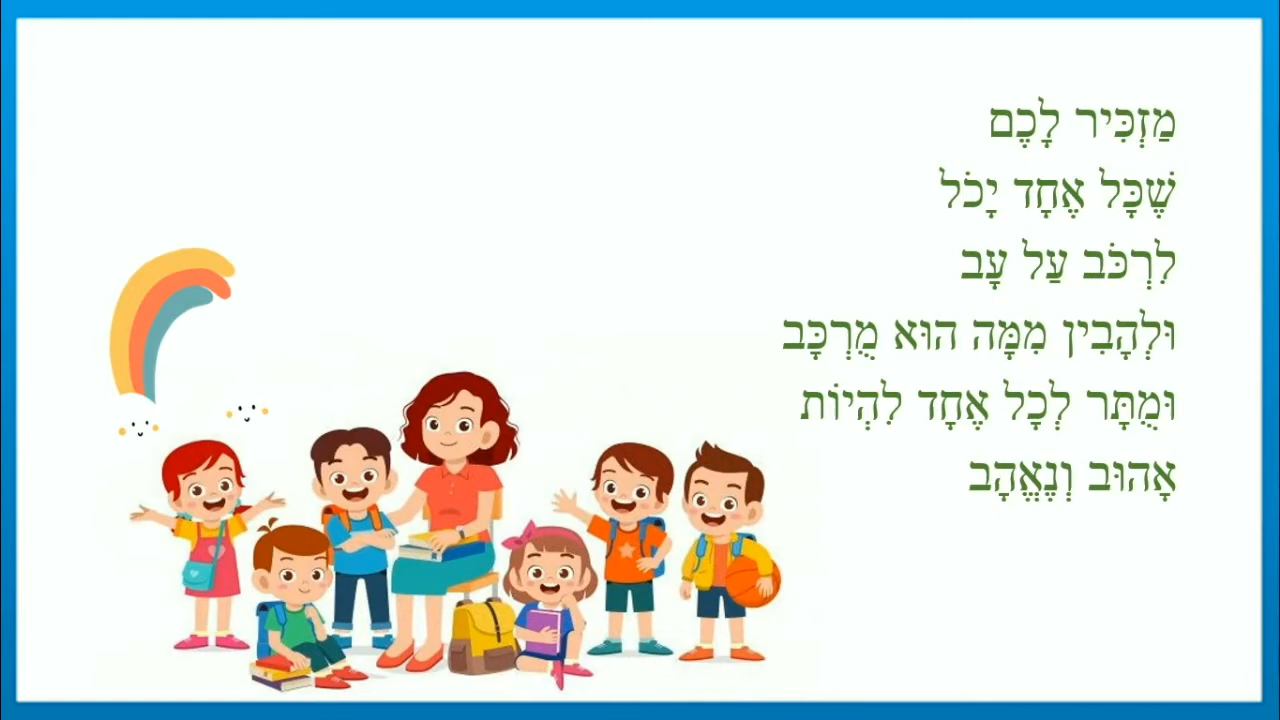 מַזְכִּיר לָכֶם
שֶׁכָּל אֶחָד יָכֹל
לִרְכֹּב עַל עָב
וּלְהָבִין מִמָּה הוּא מֻרְכָּב
וּמֻתָּר לְכָל אֶחָד לִהְיוֹת
אָהוּב וְנֶאֱהָב